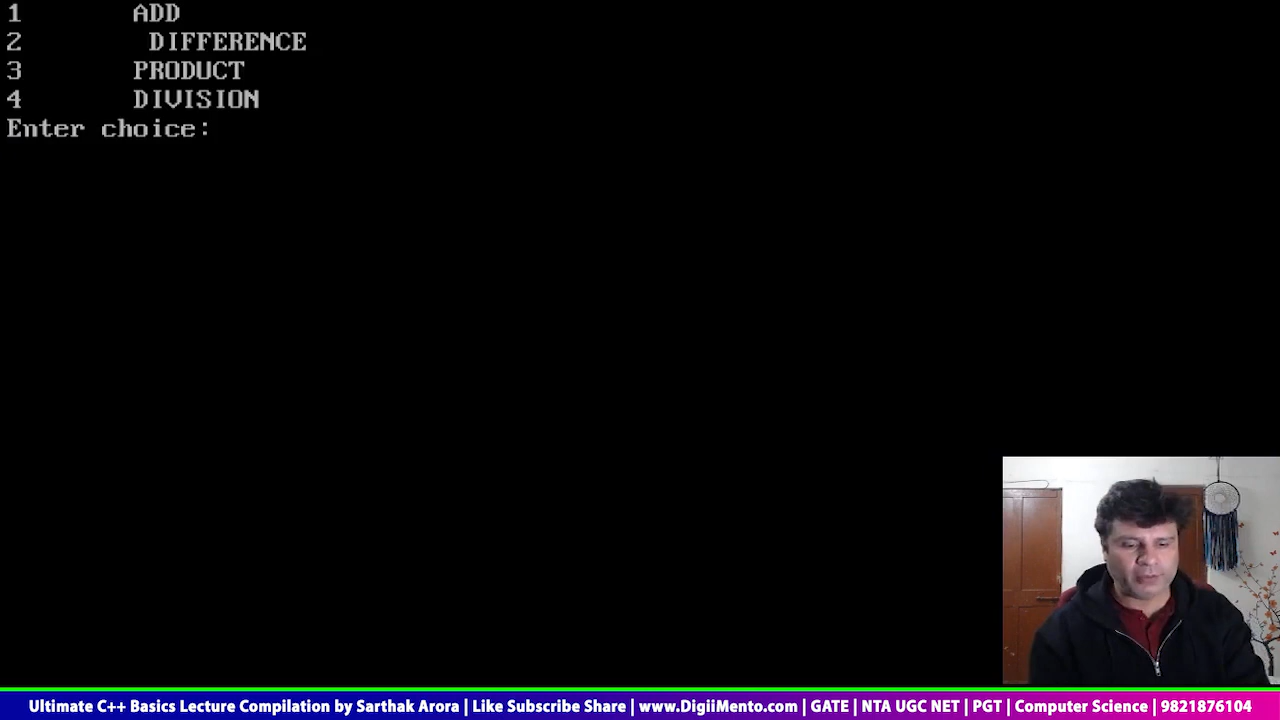 1 ADD
2 DIFFERENCE
3 PRODUCT
4 DIVISION
Enter choice:
Ultimate C++ Basics Lecture Compilation by Sarthak Arora | Like Subscribe Share | www.DigiiMento.com | GATE | NTA UGC NET | PGT | Computer Science | 9821876104